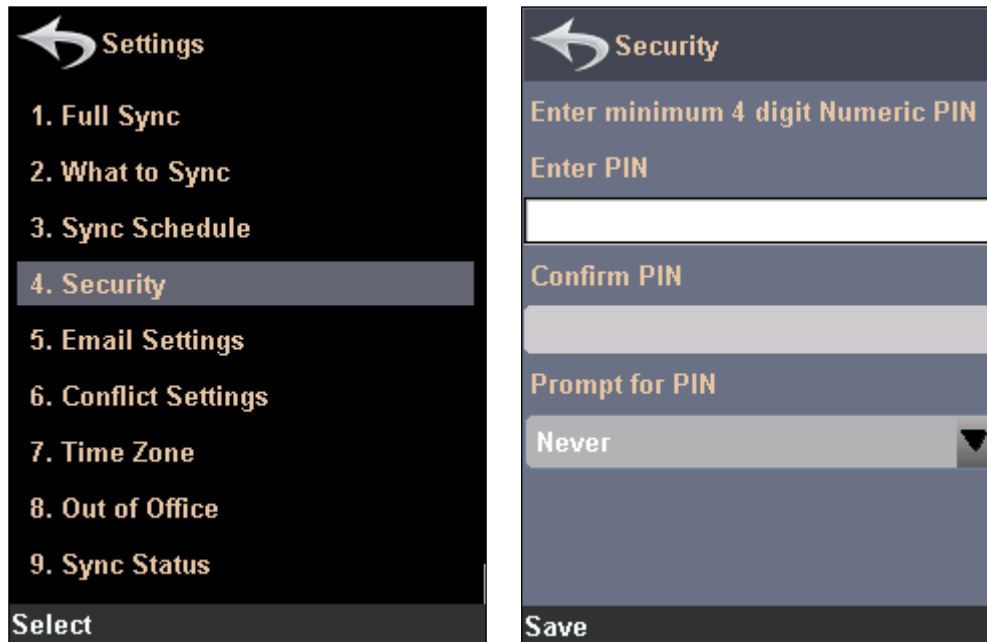 Settings
1. Full Sync
2. What to Sync
3. Sync Schedule
4. Security
5. Email Settings
6. Conflict Settings
7. Time Zone
8. Out of Office
9. Sync Status
Select
Security
Enter minimum 4 digit Numeric PIN
Enter PIN
Confirm PIN
Prompt for PIN
Never
Save